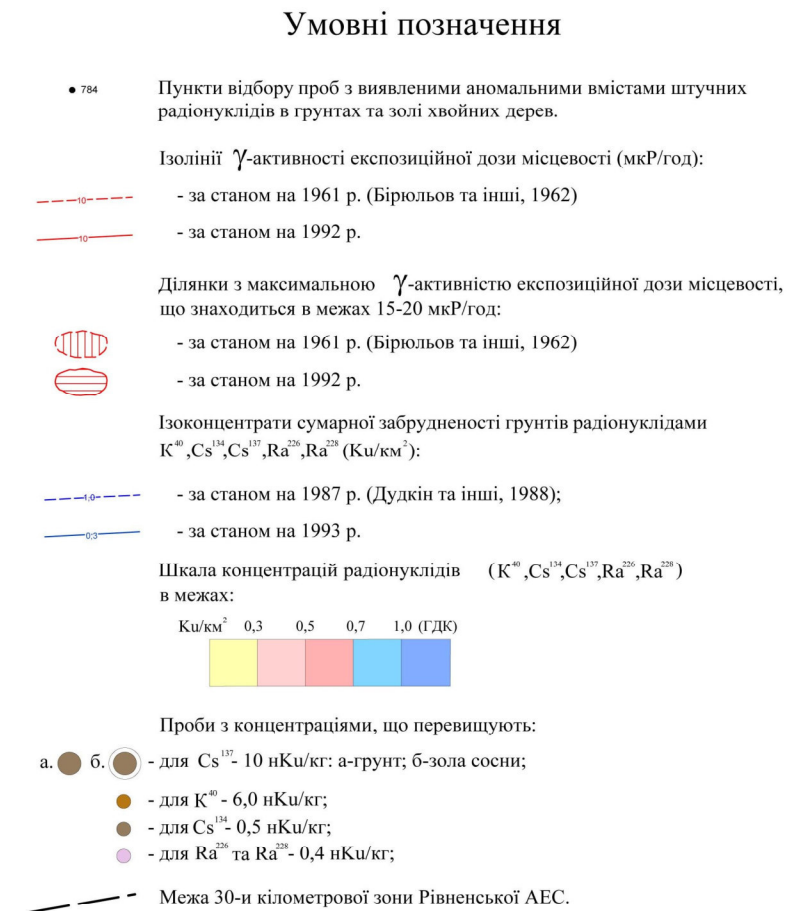 Умовні позначення
784 Пункти відбору проб з виявленими аномальними вмістами штучних
радіонуклідів в грунтах та золі хвойних дерев.
Ізолінії γ-активності експозиційної дози місцевості (мкР/год):
10 - за станом на 1961 р. (Бірюльов та інші, 1962)
10 - за станом на 1992 р.
Ділянки з максимальною γ-активністю експозиційної дози місцевості,
що знаходиться в межах 15-20 мкР/год:
- за станом на 1961 р. (Бірюльов та інші, 1962)
- за станом на 1992 р.
Ізоконцентрати сумарної забрудненості грунтів радіонуклідами
K⁴⁰,Cs¹³⁴,Cs¹³⁷,Ra²²⁶,Ra²²⁸ (Ku/км²):
1,0 - за станом на 1987 р. (Дудкін та інші, 1988);
0,3 - за станом на 1993 р.
Шкала концентрацій радіонуклідів (K⁴⁰,Cs¹³⁴,Cs¹³⁷,Ra²²⁶,Ra²²⁸)
в межах:
Ku/км² 0,3 0,5 0,7 1,0 (ГДК)
Проби з концентраціями, що перевищують:
а. б. - для Cs¹³⁷- 10 нKu/кг: а-грунт; б-зола сосни;
- для K⁴⁰ - 6,0 нKu/кг;
- для Cs¹³⁴- 0,5 нKu/кг;
- для Ra²²⁶ та Ra²²⁸- 0,4 нKu/кг;
Межа 30-и кілометрової зони Рівненської АЕС.